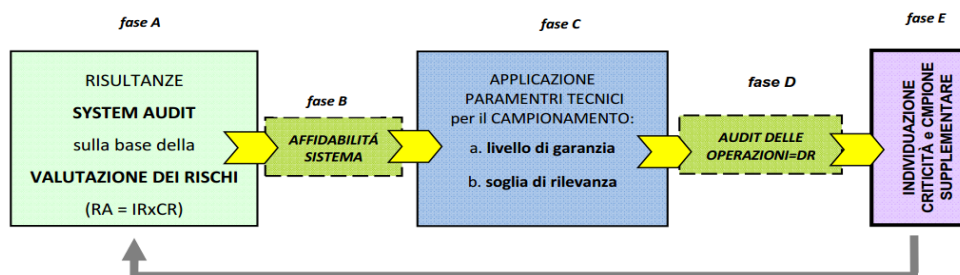 fase A
RISULTANZE
SYSTEM AUDIT
sulla base della
VALUTAZIONE DEI RISCHI
(RA = IRxCR)
fase B
AFFIDABILITÁ
SISTEMA
fase C
APPLICAZIONE
PARAMENTRI TECNICI
per il CAMPIONAMENTO:
a. livello di garanzia
b. soglia di rilevanza
fase D
AUDIT DELLE
OPERAZIONI=DR
fase E
INDIVIDUAZIONE
CRITICITÀ e CMPIONE
SUPPLEMENTARE